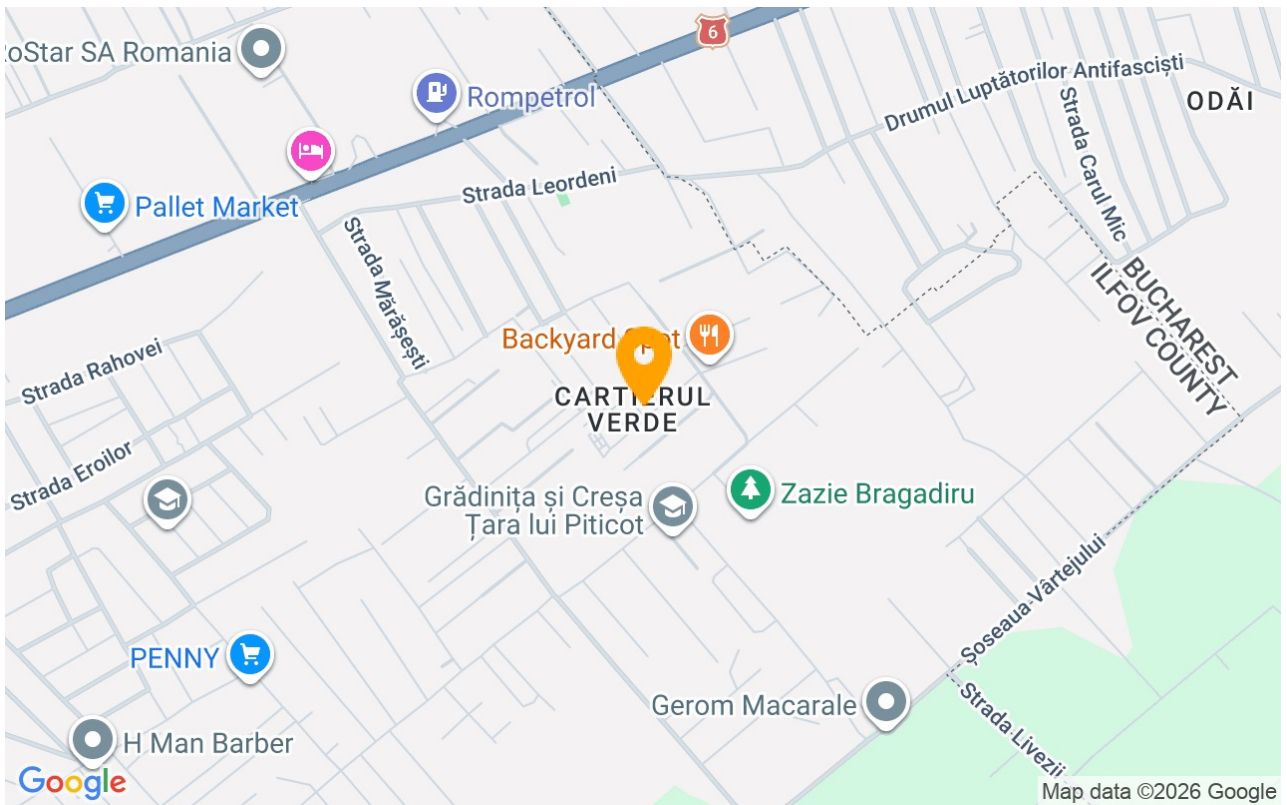 oStar SA Romania
6
Rompetrol
Drumul Luptătorilor Antifasciști
ODĂI
Strada Carul Mic
Pallet Market
Strada Leordeni
Strada Mărășești
BUCHAREST
ILFOV COUNTY
Backyard Spot
Strada Rahovei
CARTIERUL
VERDE
Strada Eroilor
Grădinița și Creșa
Țara lui Piticot
Zazie Bragadiru
Șoseaua Vârtejului
PENNY
Gerom Macarale
Strada Livezii
H Man Barber
Google
Map data ©2026 Google